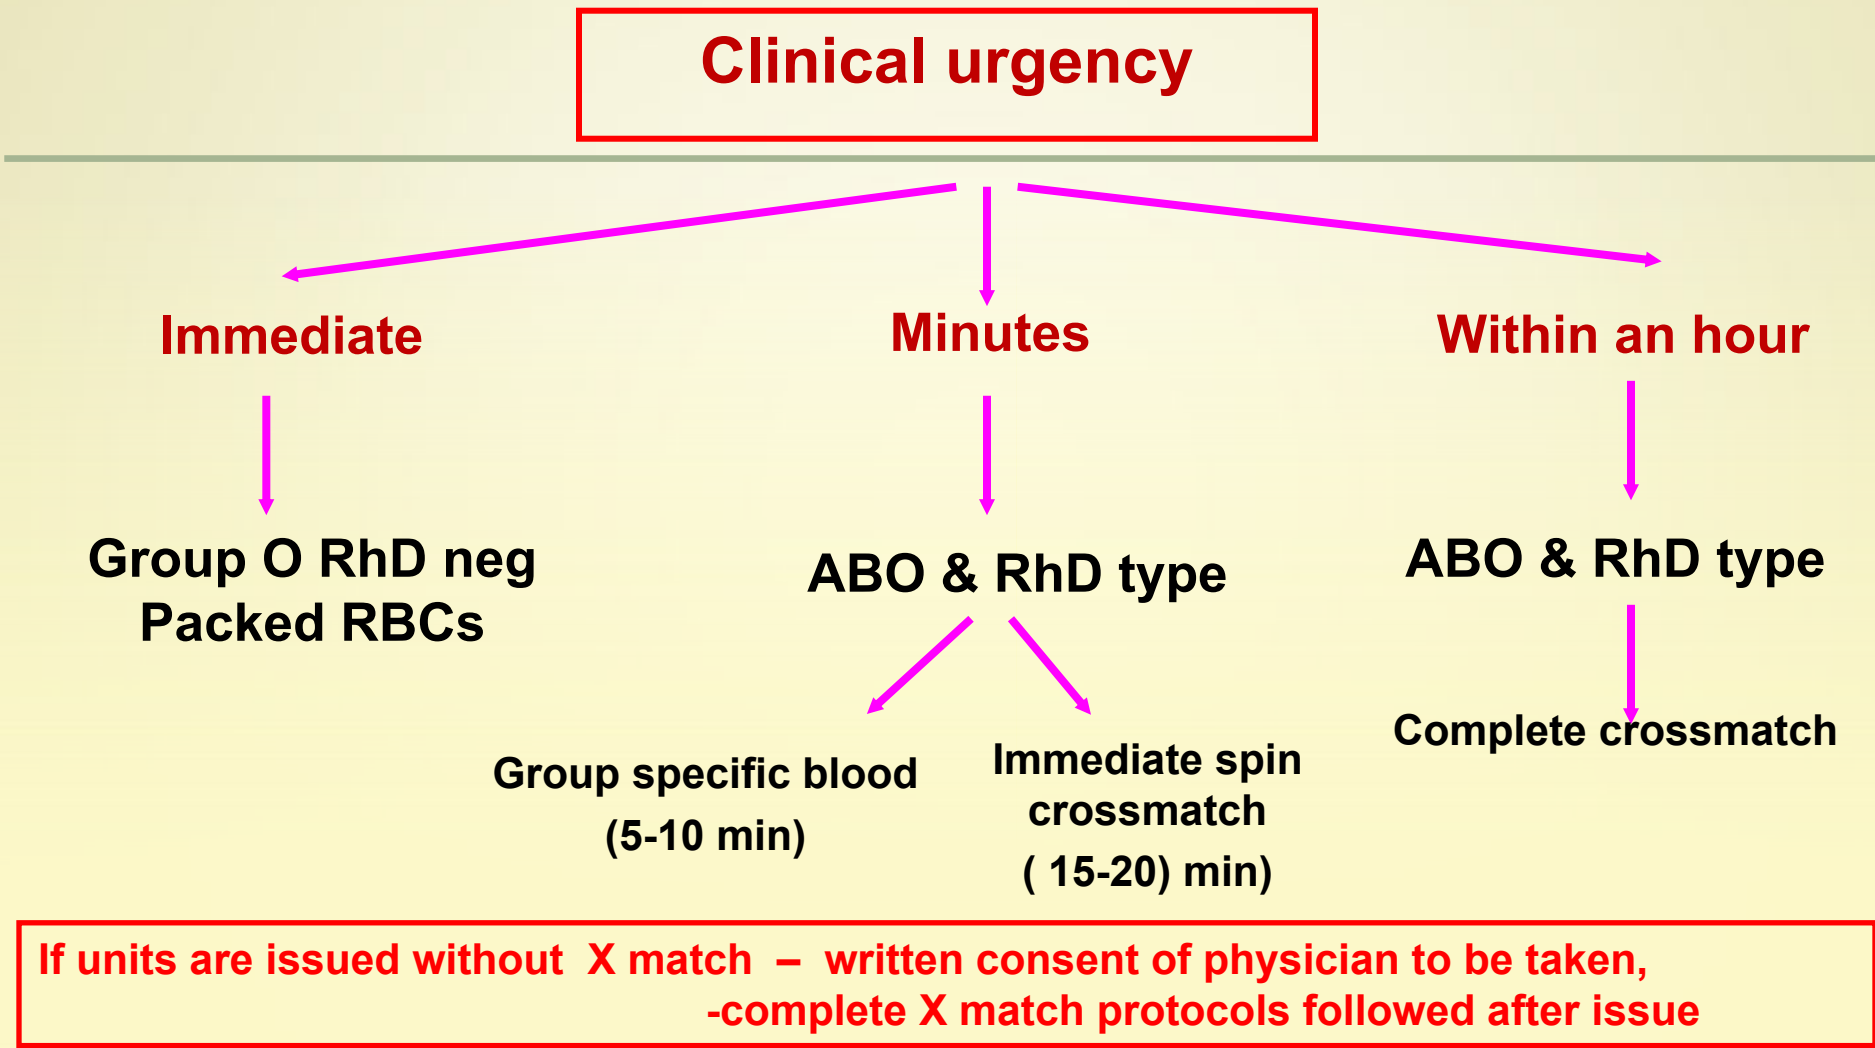 Clinical urgency
Immediate
Minutes
Within an hour
Group O RhD neg
Packed RBCs
ABO & RhD type
ABO & RhD type
Group specific blood
(5-10 min)
Immediate spin
crossmatch
( 15-20) min)
Complete crossmatch
If units are issued without  X match  –  written consent of physician to be taken,
-complete X match protocols followed after issue